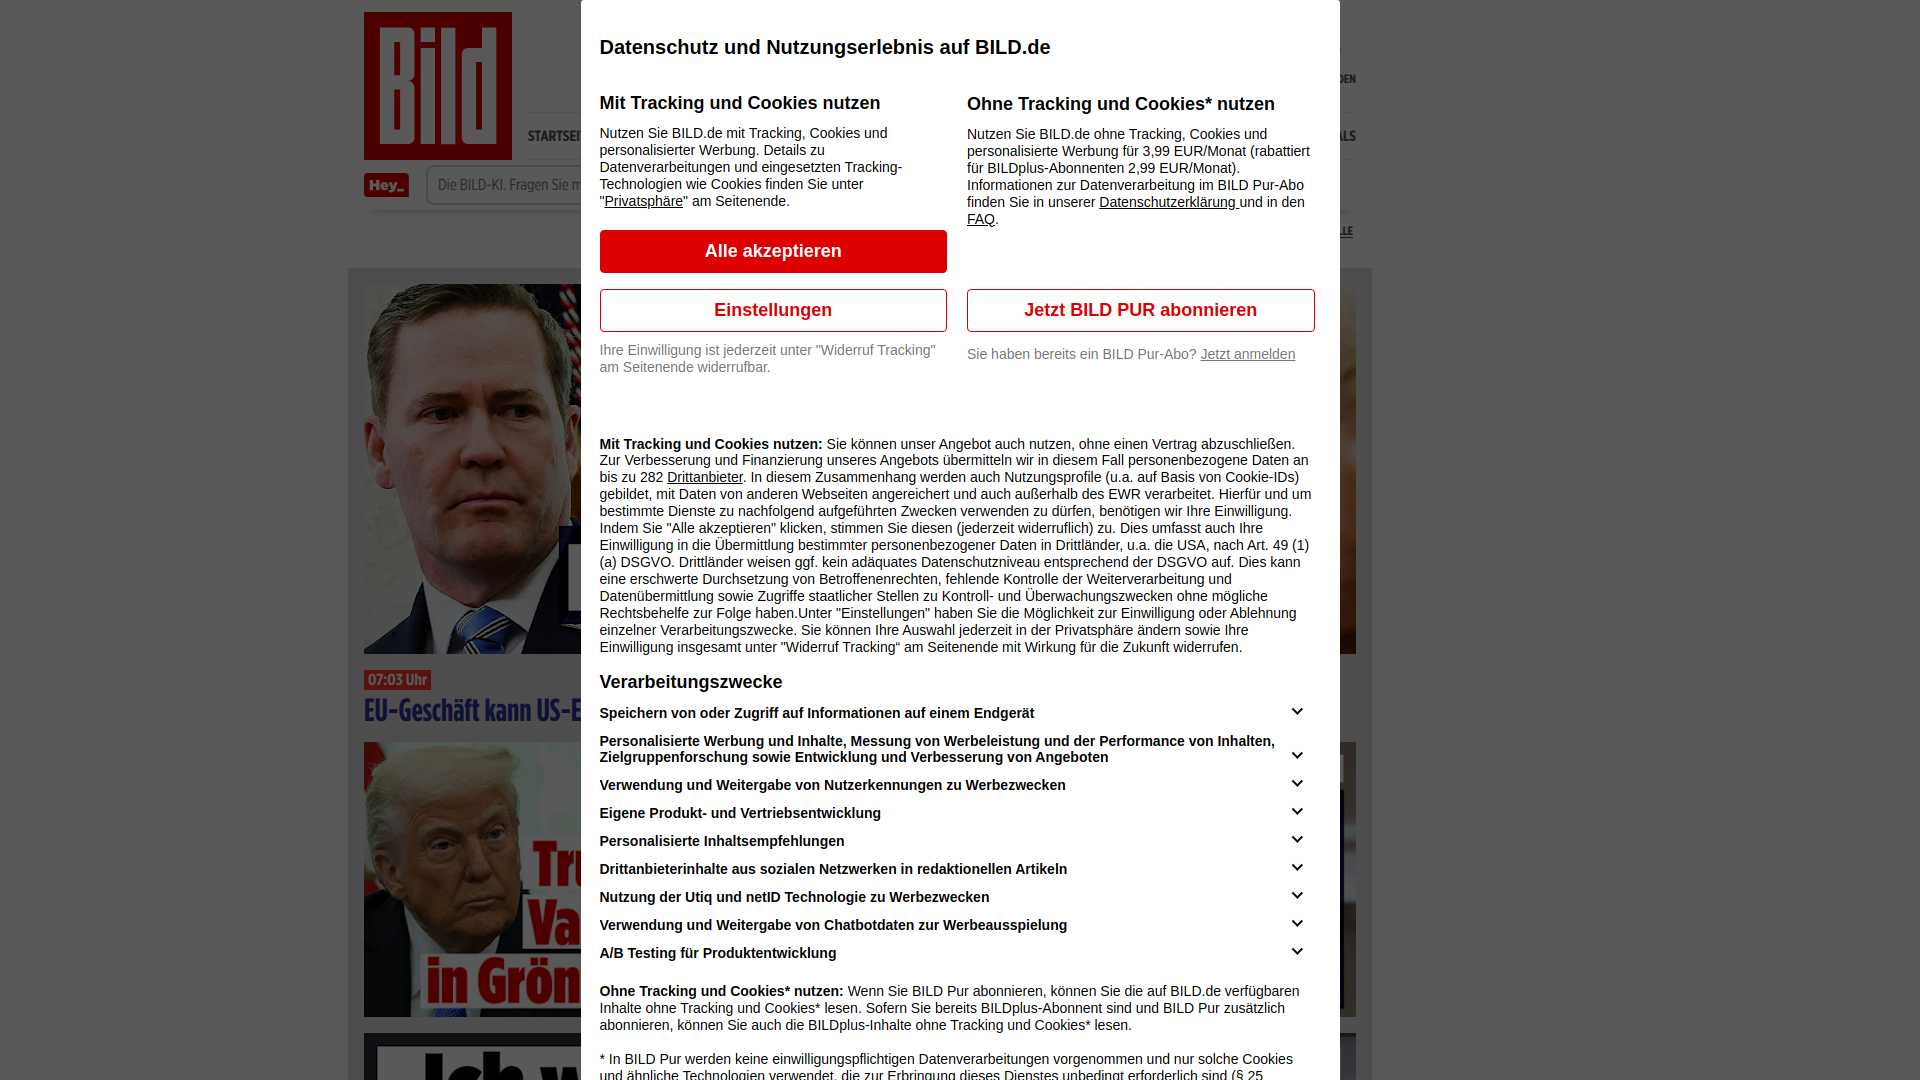 Bild
STARTSEI
DEN
ALS
Hey_
Die BILD-KI. Fragen Sie m
LLE
Datenschutz und Nutzungserlebnis auf BILD.de
Mit Tracking und Cookies nutzen
Nutzen Sie BILD.de mit Tracking, Cookies und
personalisierter Werbung. Details zu
Datenverarbeitungen und eingesetzten Tracking-
Technologien wie Cookies finden Sie unter
"Privatsphäre" am Seitenende.
Alle akzeptieren
Einstellungen
Ihre Einwilligung ist jederzeit unter "Widerruf Tracking"
am Seitenende widerrufbar.
Ohne Tracking und Cookies* nutzen
Nutzen Sie BILD.de ohne Tracking, Cookies und
personalisierte Werbung für 3,99 EUR/Monat (rabattiert
für BILDplus-Abonnenten 2,99 EUR/Monat).
Informationen zur Datenverarbeitung im BILD Pur-Abo
finden Sie in unserer Datenschutzerklärung und in den
FAQ.
Jetzt BILD PUR abonnieren
Sie haben bereits ein BILD Pur-Abo? Jetzt anmelden
Mit Tracking und Cookies nutzen: Sie können unser Angebot auch nutzen, ohne einen Vertrag abzuschließen.
Zur Verbesserung und Finanzierung unseres Angebots übermitteln wir in diesem Fall personenbezogene Daten an
bis zu 282 Drittanbieter. In diesem Zusammenhang werden auch Nutzungsprofile (u.a. auf Basis von Cookie-IDs)
gebildet, mit Daten von anderen Webseiten angereichert und auch außerhalb des EWR verarbeitet. Hierfür und um
bestimmte Dienste zu nachfolgend aufgeführten Zwecken verwenden zu dürfen, benötigen wir Ihre Einwilligung.
Indem Sie "Alle akzeptieren" klicken, stimmen Sie diesen (jederzeit widerruflich) zu. Dies umfasst auch Ihre
Einwilligung in die Übermittlung bestimmter personenbezogener Daten in Drittländer, u.a. die USA, nach Art. 49 (1)
(a) DSGVO. Drittländer weisen ggf. kein adäquates Datenschutzniveau entsprechend der DSGVO auf. Dies kann
eine erschwerte Durchsetzung von Betroffenenrechten, fehlende Kontrolle der Weiterverarbeitung und
Datenübermittlung sowie Zugriffe staatlicher Stellen zu Kontroll- und Überwachungszwecken ohne mögliche
Rechtsbehelfe zur Folge haben.Unter "Einstellungen" haben Sie die Möglichkeit zur Einwilligung oder Ablehnung
einzelner Verarbeitungszwecke. Sie können Ihre Auswahl jederzeit in der Privatsphäre ändern sowie Ihre
Einwilligung insgesamt unter "Widerruf Tracking“ am Seitenende mit Wirkung für die Zukunft widerrufen.
Verarbeitungszwecke
Speichern von oder Zugriff auf Informationen auf einem Endgerät
Personalisierte Werbung und Inhalte, Messung von Werbeleistung und der Performance von Inhalten,
Zielgruppenforschung sowie Entwicklung und Verbesserung von Angeboten
Verwendung und Weitergabe von Nutzerkennungen zu Werbezwecken
Eigene Produkt- und Vertriebsentwicklung
Personalisierte Inhaltsempfehlungen
Drittanbieterinhalte aus sozialen Netzwerken in redaktionellen Artikeln
Nutzung der Utiq und netID Technologie zu Werbezwecken
Verwendung und Weitergabe von Chatbotdaten zur Werbeausspielung
A/B Testing für Produktentwicklung
Ohne Tracking und Cookies* nutzen: Wenn Sie BILD Pur abonnieren, können Sie die auf BILD.de verfügbaren
Inhalte ohne Tracking und Cookies* lesen. Sofern Sie bereits BILDplus-Abonnent sind und BILD Pur zusätzlich
abonnieren, können Sie auch die BILDplus-Inhalte ohne Tracking und Cookies* lesen.
* In BILD Pur werden keine einwilligungspflichtigen Datenverarbeitungen vorgenommen und nur solche Cookies
und ähnliche Technologien verwendet, die zur Erbringung dieses Dienstes unbedingt erforderlich sind (§ 25
07:03 Uhr
EU-Geschäft kann US-E
Tru
Va
in Grön
Ich w